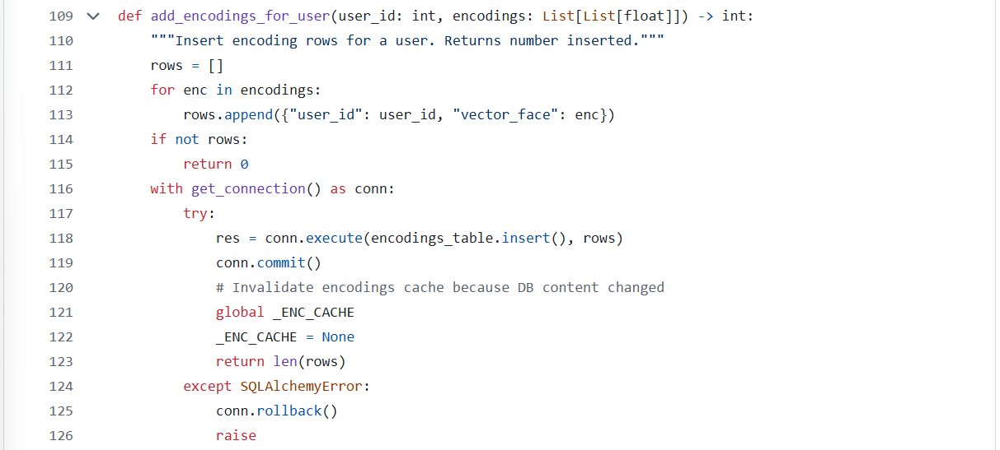 109 def add_encodings_for_user(user_id: int, encodings: List[List[float]]) -> int:
110     """Insert encoding rows for a user. Returns number inserted."""
111     rows = []
112     for enc in encodings:
113         rows.append({"user_id": user_id, "vector_face": enc})
114     if not rows:
115         return 0
116     with get_connection() as conn:
117         try:
118             res = conn.execute(encodings_table.insert(), rows)
119             conn.commit()
120             # Invalidate encodings cache because DB content changed
121             global _ENC_CACHE
122             _ENC_CACHE = None
123             return len(rows)
124         except SQLAlchemyError:
125             conn.rollback()
126             raise